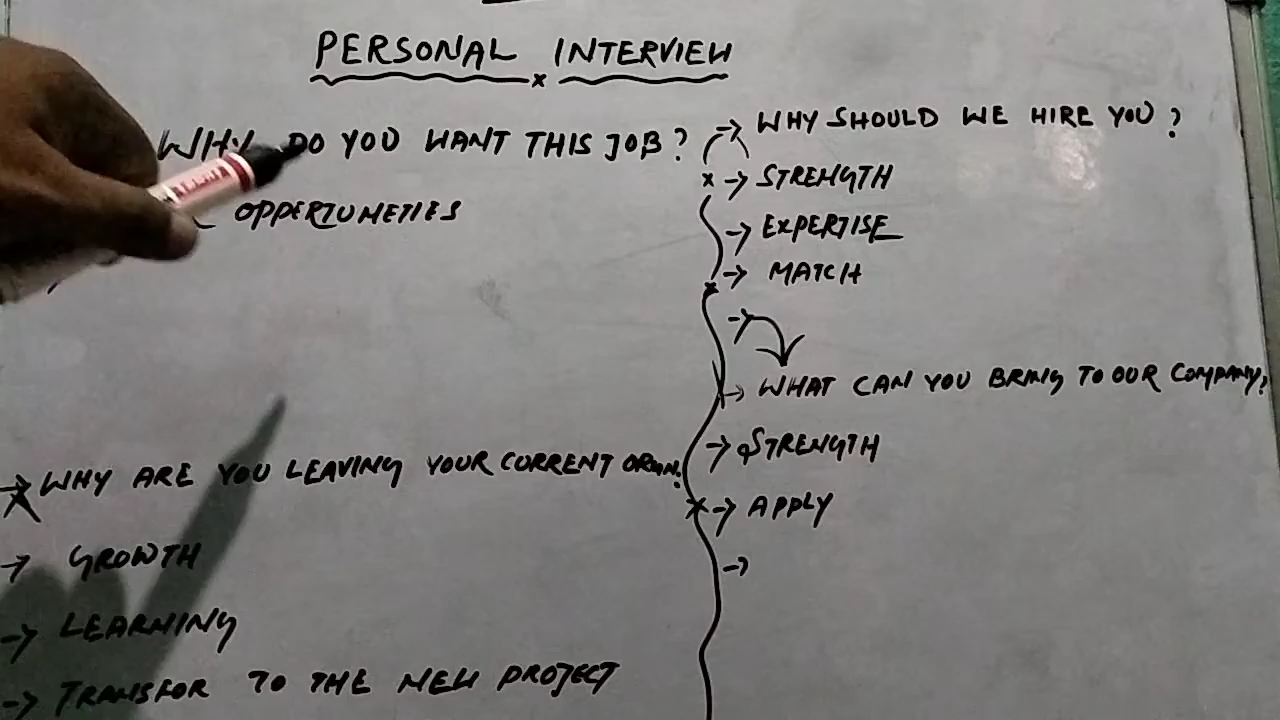 PERSONAL INTERVIEW
WHY DO YOU WANT THIS JOB?
OPPERTUNETIES
→ WHY ARE YOU LEAVING YOUR CURRENT ORGN.?
→ GROWTH
→ LEARNING
→ TRANSFOR TO THE NEW PROJECT
→ WHY SHOULD WE HIRE YOU?
→ STRENGTH
→ EXPERTISE
→ MATCH
→ WHAT CAN YOU BRING TO OUR COMPANY?
→ STRENGTH
→ APPLY